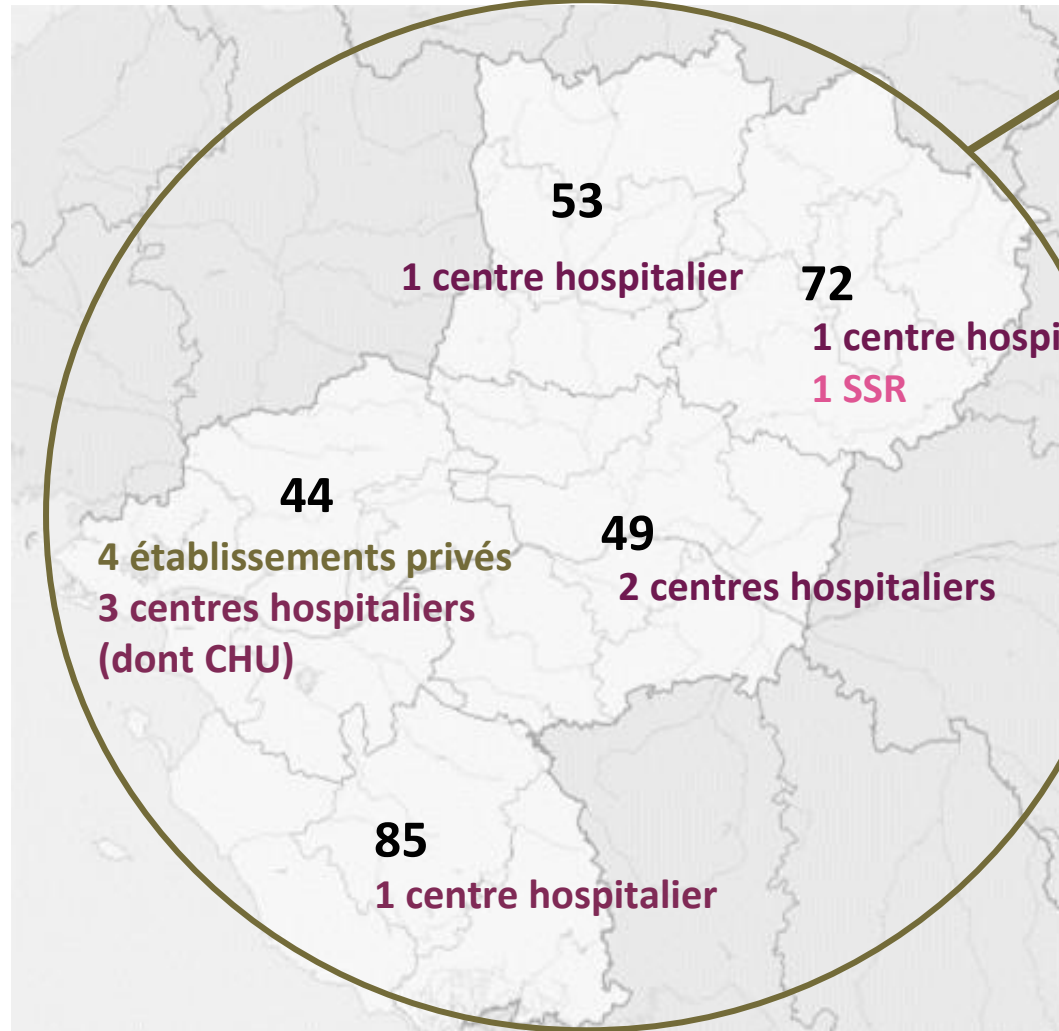 53
1 centre hospitalier
72
1 centre hospi
1 SSR
44
4 établissements privés
3 centres hospitaliers
(dont CHU)
49
2 centres hospitaliers
85
1 centre hospitalier